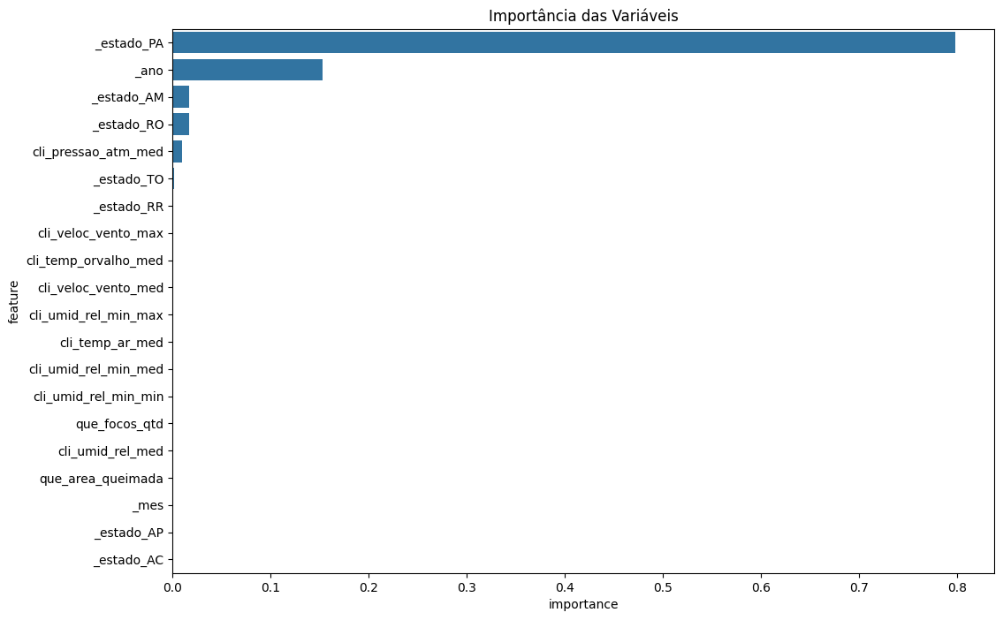 Importância das Variáveis
_estado_PA
_ano
_estado_AM
_estado_RO
cli_pressao_atm_med
_estado_TO
_estado_RR
cli_veloc_vento_max
cli_temp_orvalho_med
cli_veloc_vento_med
cli_umid_rel_min_max
cli_temp_ar_med
cli_umid_rel_min_med
cli_umid_rel_min_min
que_focos_qtd
cli_umid_rel_med
que_area_queimada
_mes
_estado_AP
_estado_AC
feature
0.0 0.1 0.2 0.3 0.4 0.5 0.6 0.7 0.8
importance